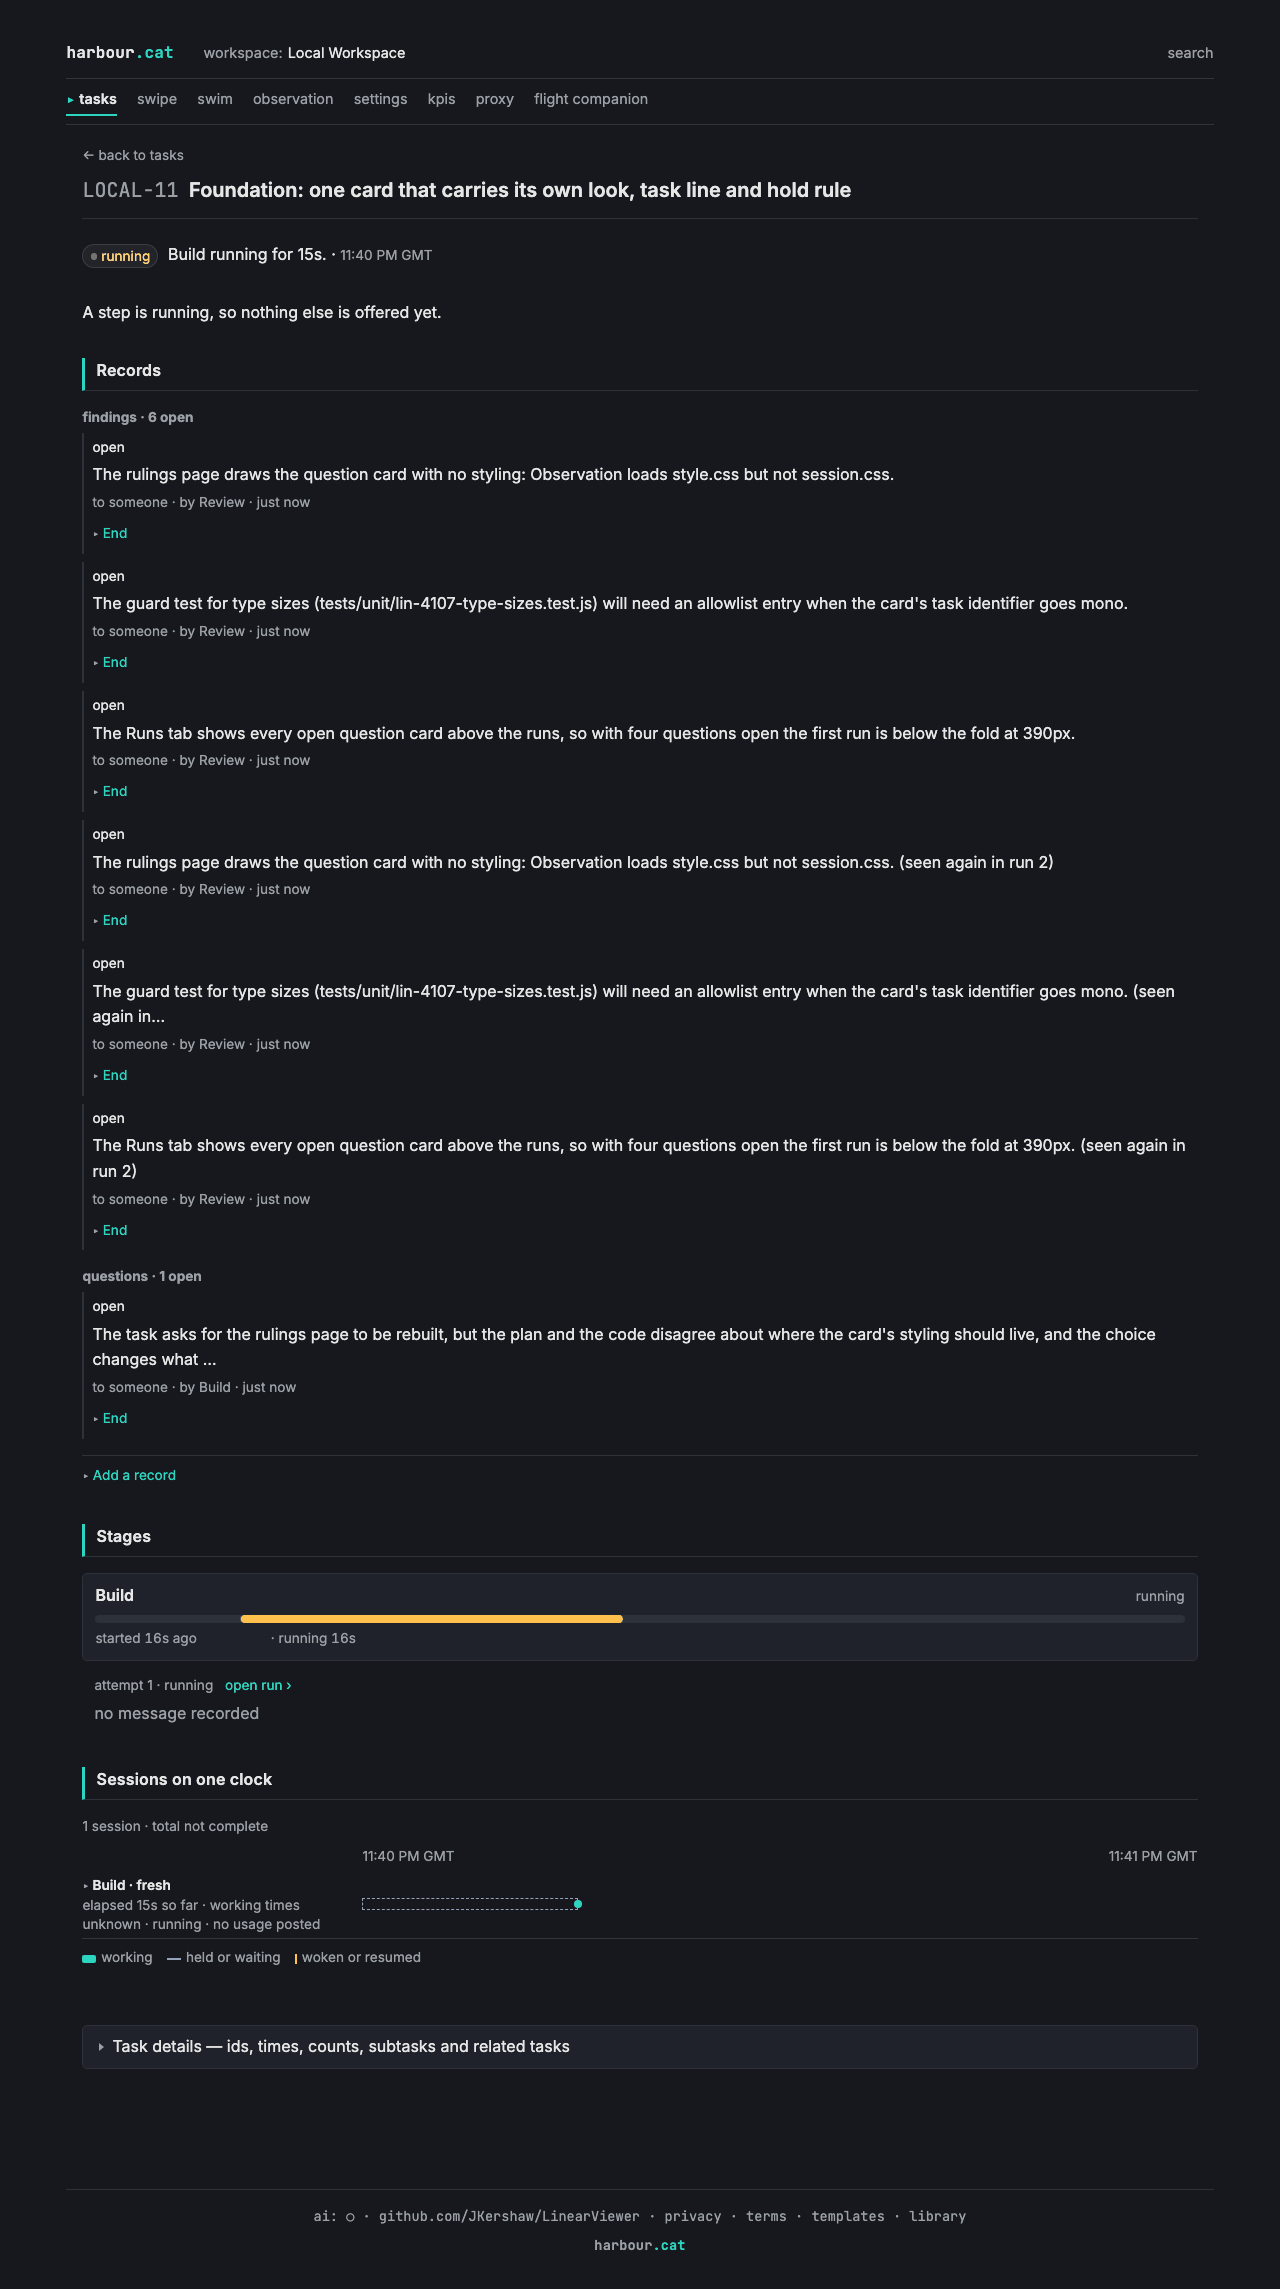 harbour.cat workspace: Local Workspace search
▸ tasks swipe swim observation settings kpis proxy flight companion
← back to tasks
LOCAL-11 Foundation: one card that carries its own look, task line and hold rule
running Build running for 15s. · 11:40 PM GMT
A step is running, so nothing else is offered yet.
Records
findings · 6 open
open
The rulings page draws the question card with no styling: Observation loads style.css but not session.css.
to someone · by Review · just now
▸ End
open
The guard test for type sizes (tests/unit/lin-4107-type-sizes.test.js) will need an allowlist entry when the card's task identifier goes mono.
to someone · by Review · just now
▸ End
open
The Runs tab shows every open question card above the runs, so with four questions open the first run is below the fold at 390px.
to someone · by Review · just now
▸ End
open
The rulings page draws the question card with no styling: Observation loads style.css but not session.css. (seen again in run 2)
to someone · by Review · just now
▸ End
open
The guard test for type sizes (tests/unit/lin-4107-type-sizes.test.js) will need an allowlist entry when the card's task identifier goes mono. (seen
again in...
to someone · by Review · just now
▸ End
open
The Runs tab shows every open question card above the runs, so with four questions open the first run is below the fold at 390px. (seen again in
run 2)
to someone · by Review · just now
▸ End
questions · 1 open
open
The task asks for the rulings page to be rebuilt, but the plan and the code disagree about where the card's styling should live, and the choice
changes what ...
to someone · by Build · just now
▸ End
▸ Add a record
Stages
Build running
started 16s ago · running 16s
attempt 1 · running open run ›
no message recorded
Sessions on one clock
1 session · total not complete
11:40 PM GMT 11:41 PM GMT
▸ Build · fresh
elapsed 15s so far · working times
unknown · running · no usage posted
working held or waiting woken or resumed
▸ Task details — ids, times, counts, subtasks and related tasks
ai: ○ · github.com/JKershaw/LinearViewer · privacy · terms · templates · library
harbour.cat